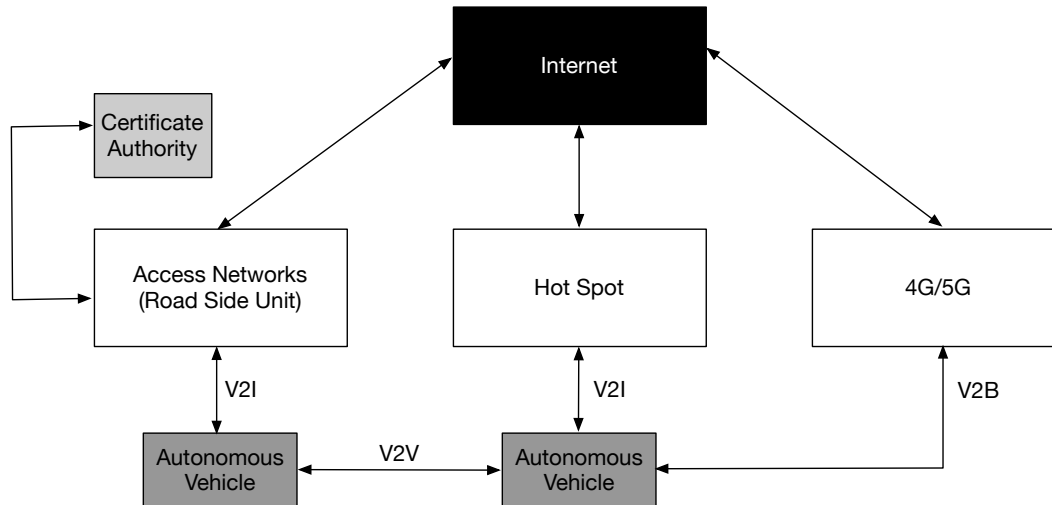 Internet
Certificate
Authority
Access Networks
(Road Side Unit)
Hot Spot
4G/5G
V2I
V2I
V2B
Autonomous
Vehicle
V2V
Autonomous
Vehicle